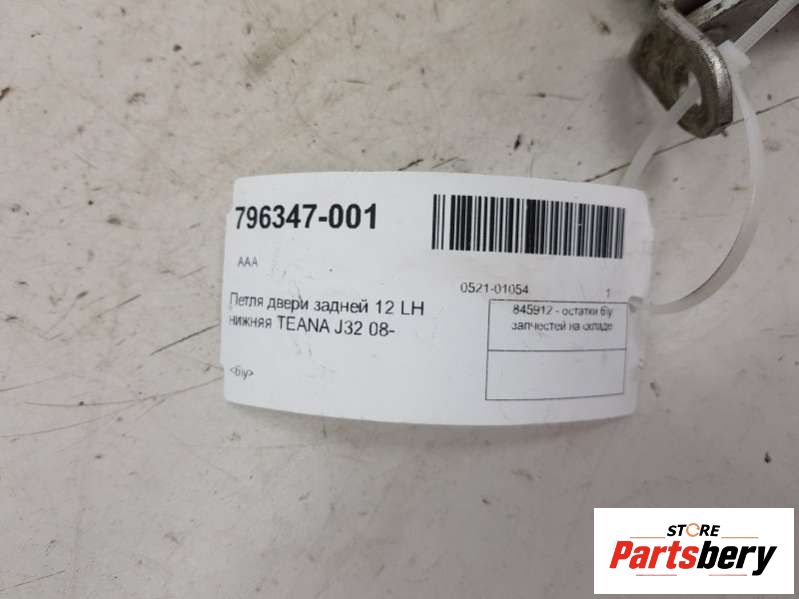 796347-001
AAA
Петля двери задней 12 LH
нижняя TEANA J32 08-
<б\у>
0521-01054 1
845912 - остатки б\у
запчастей на складе
STORE
Partsbery